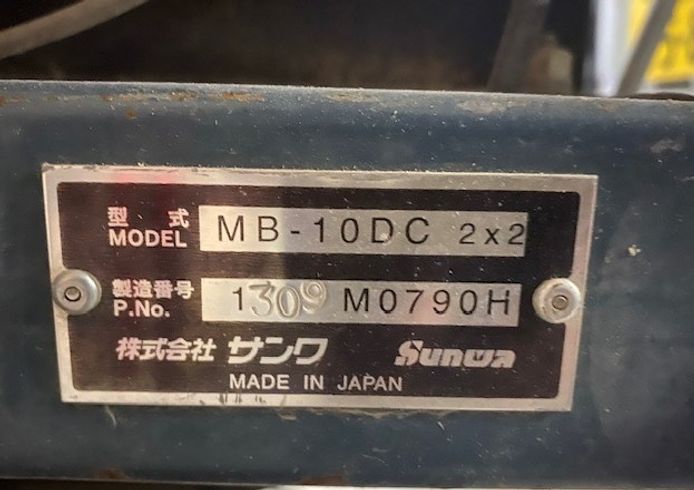 型式 MB-10DC 2x2
MODEL
製造番号 1309 M0790H
P.No.
株式会社 サンワ Sunwa
MADE IN JAPAN